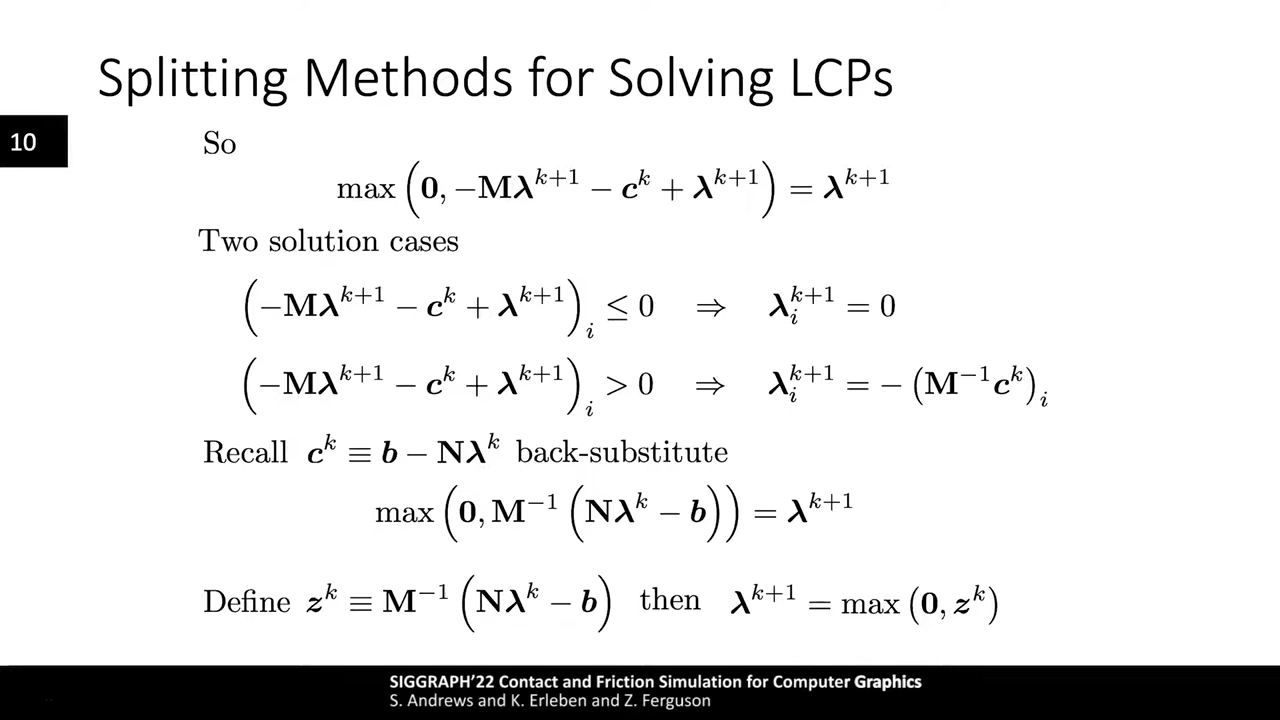 Splitting Methods for Solving LCPs
10
So
max (𝟎, −𝐌𝝀^{k+1} − 𝒄^k + 𝝀^{k+1}) = 𝝀^{k+1}
Two solution cases
(−𝐌𝝀^{k+1} − 𝒄^k + 𝝀^{k+1})_i ≤ 0 ⇒ 𝝀_i^{k+1} = 0
(−𝐌𝝀^{k+1} − 𝒄^k + 𝝀^{k+1})_i > 0 ⇒ 𝝀_i^{k+1} = − (𝐌^{−1}𝒄^k)_i
Recall 𝒄^k ≡ 𝒃 − 𝐍𝝀^k back-substitute
max (𝟎, 𝐌^{−1} (𝐍𝝀^k − 𝒃)) = 𝝀^{k+1}
Define 𝒛^k ≡ 𝐌^{−1} (𝐍𝝀^k − 𝒃) then 𝝀^{k+1} = max (𝟎, 𝒛^k)
SIGGRAPH'22 Contact and Friction Simulation for Computer Graphics
S. Andrews and K. Erleben and Z. Ferguson